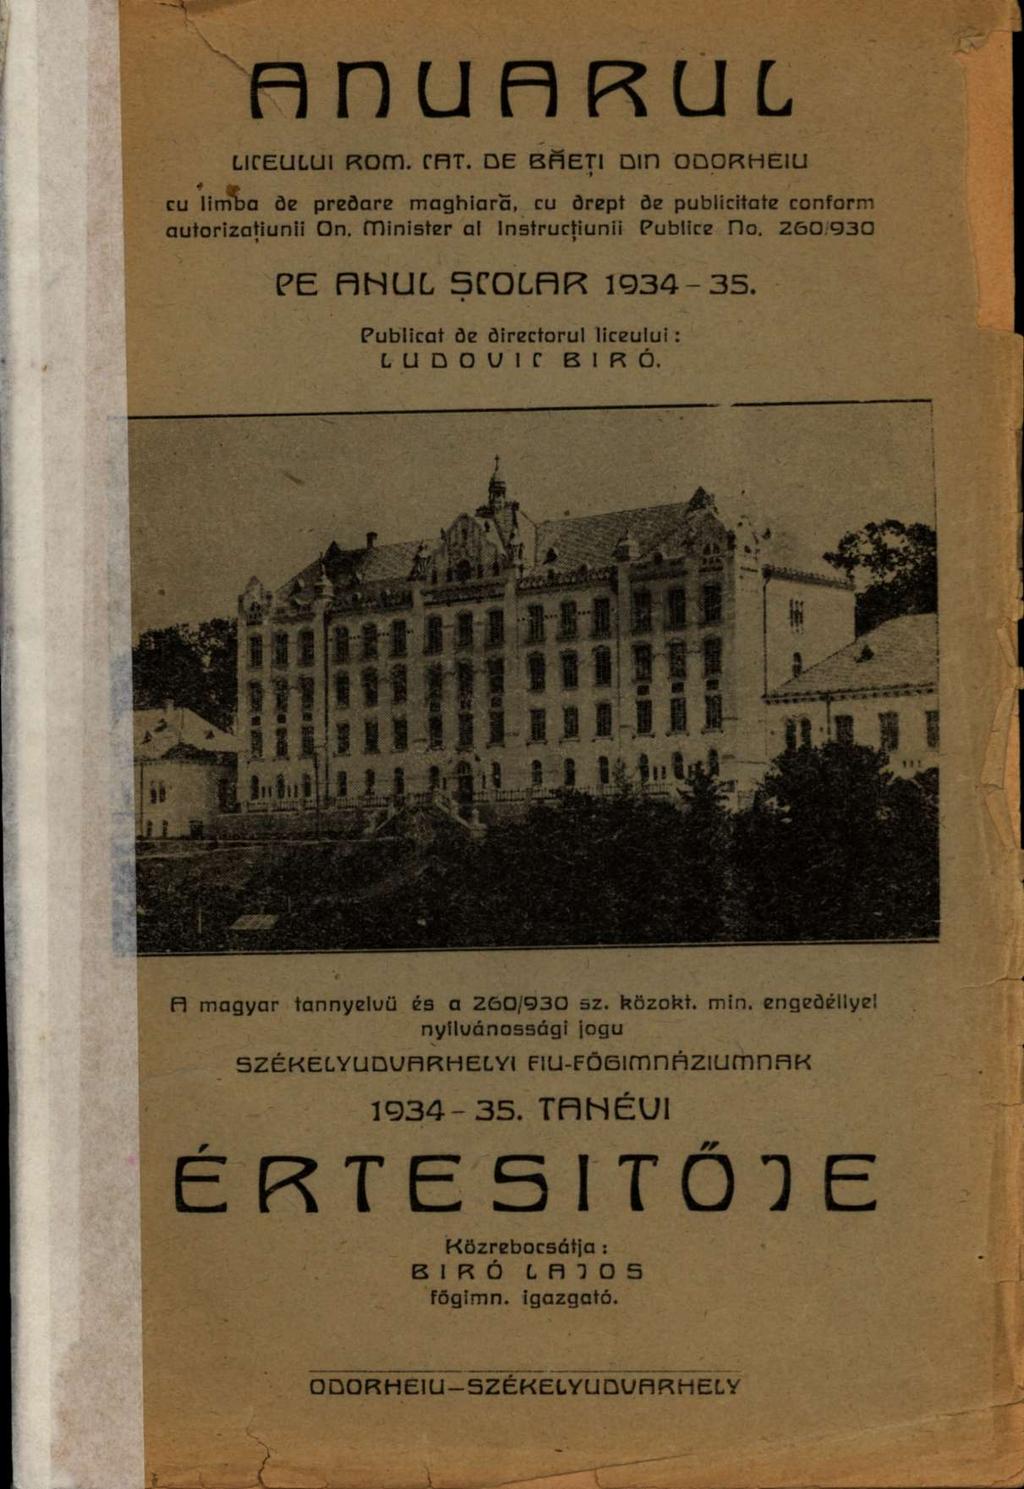 ANUARUL
LICEULUI ROM. CAT. DE BĂEȚI DIN ODORHEIU
cu limba de predare maghiară, cu drept de publicitate conform
autorizațiunii On. Minister al Instrucțiunii Publice No. 260/930
PE ANUL ȘCOLAR 1934-35.
Publicat de directorul liceului:
LUDOVIC BIRÓ.
A magyar tannyelvü és a 260/930 sz. közokt. min. engedéllyel
nyilvánossági jogu
SZÉKELYUDVARHELYI FIU-FŐGIMNÁZIUMNAK
1934-35. TANÉVI
ÉRTESITŐJE
Közrebocsátja:
BIRÓ LAJOS
főgimn. igazgató.
ODORHEIU—SZÉKELYUDVARHELY